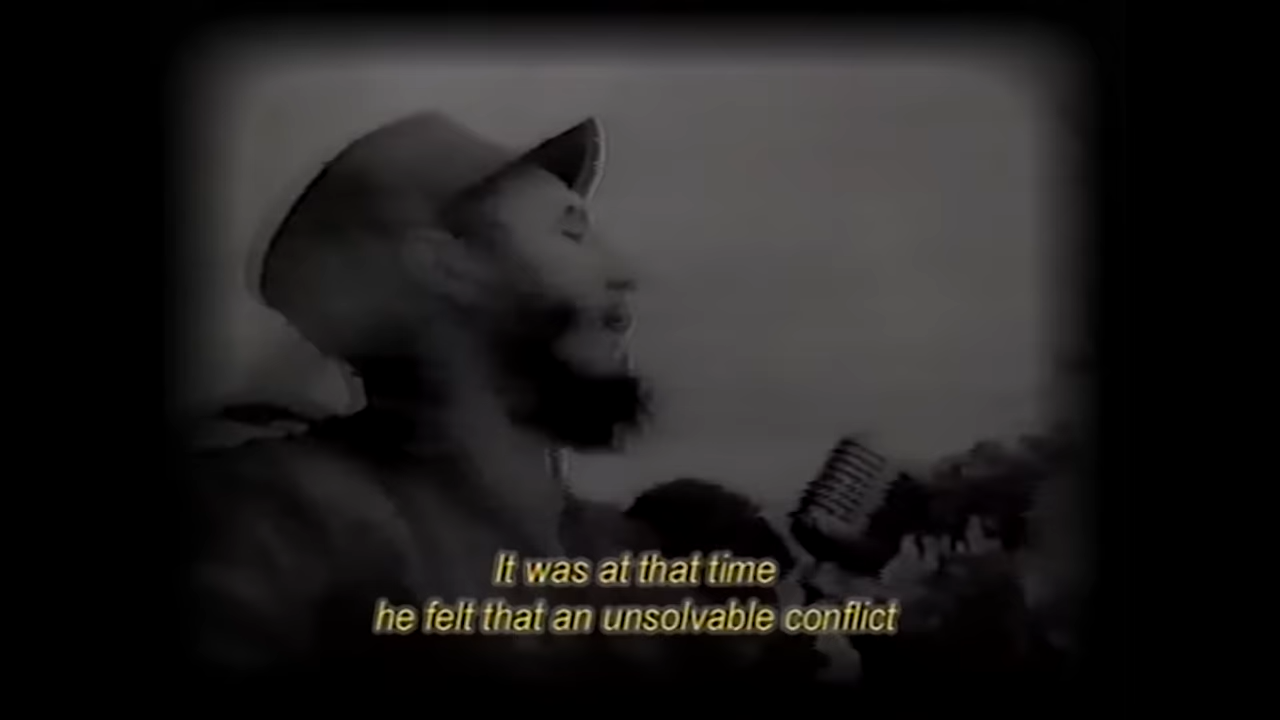 It was at that time
he felt that an unsolvable conflict